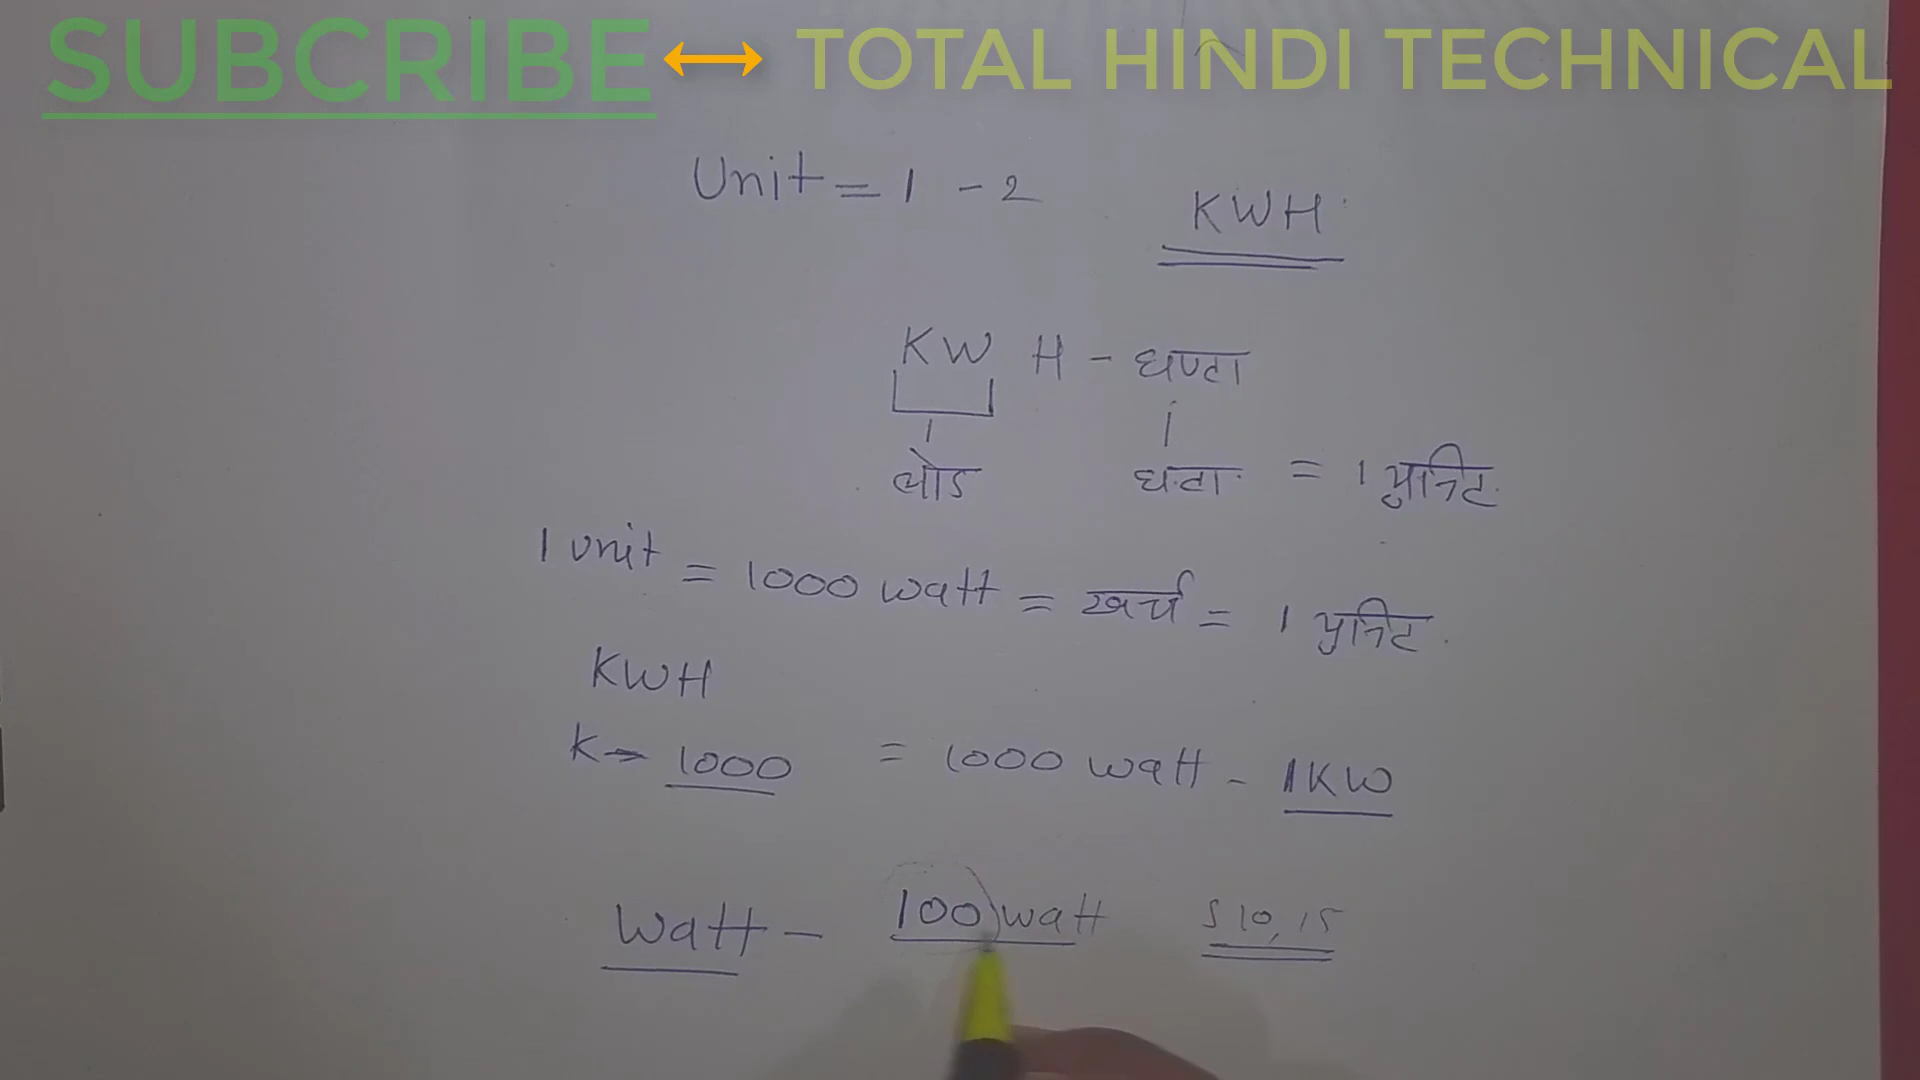 SUBCRIBE ↔ TOTAL HINDI TECHNICAL
Unit = 1 - 2
KWH
KW H - घण्टा
लोड घन्टा = 1 युनिट
1 unit = 1000 watt = खर्च = 1 युनिट
KWH
K → 1000 = 1000 watt - 1KW
Watt - 100 watt 5 10, 15